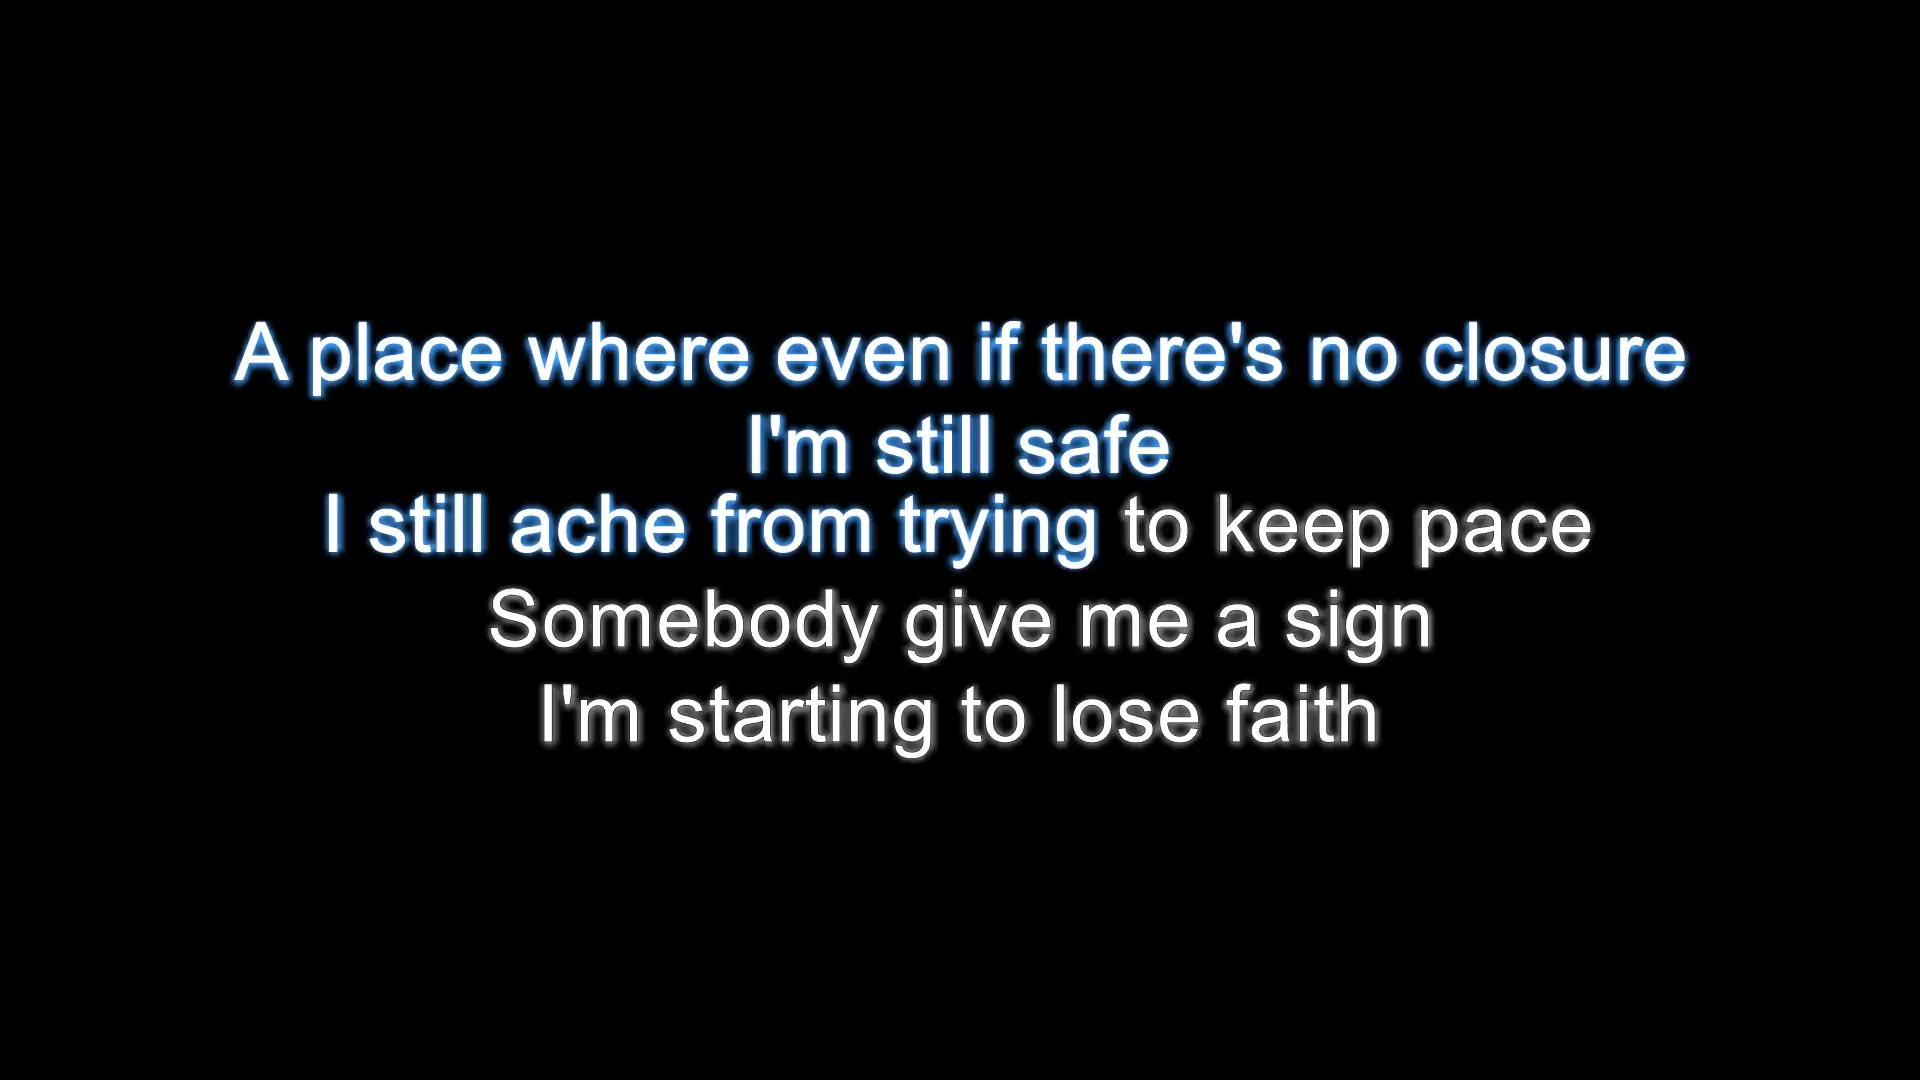 A place where even if there's no closure
I'm still safe
I still ache from trying to keep pace
Somebody give me a sign
I'm starting to lose faith